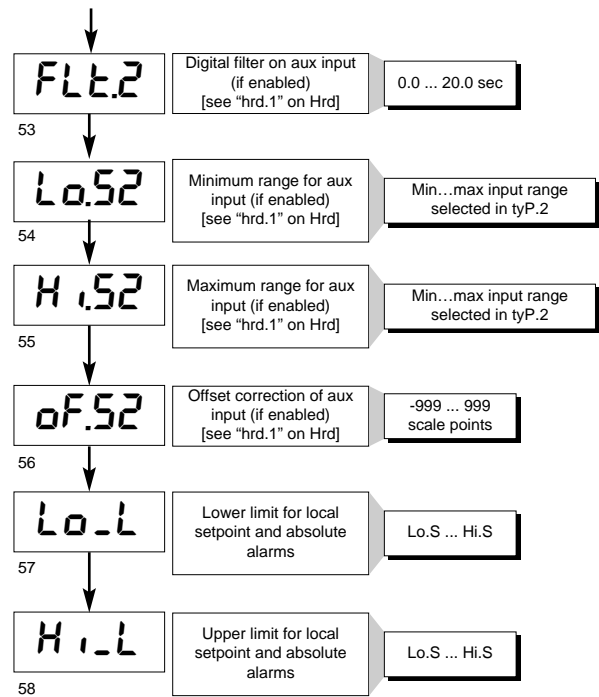 FLt.2
Digital filter on aux input
(if enabled)
[see “hrd.1” on Hrd]
0.0 ... 20.0 sec
53
Lo.S2
Minimum range for aux
input (if enabled)
[see “hrd.1” on Hrd]
Min…max input range
selected in tyP.2
54
Hi.S2
Maximum range for aux
input (if enabled)
[see “hrd.1” on Hrd]
Min…max input range
selected in tyP.2
55
oF.S2
Offset correction of aux
input (if enabled)
[see “hrd.1” on Hrd]
-999 ... 999
scale points
56
Lo_L
Lower limit for local
setpoint and absolute
alarms
Lo.S ... Hi.S
57
Hi_L
Upper limit for local
setpoint and absolute
alarms
Lo.S ... Hi.S
58